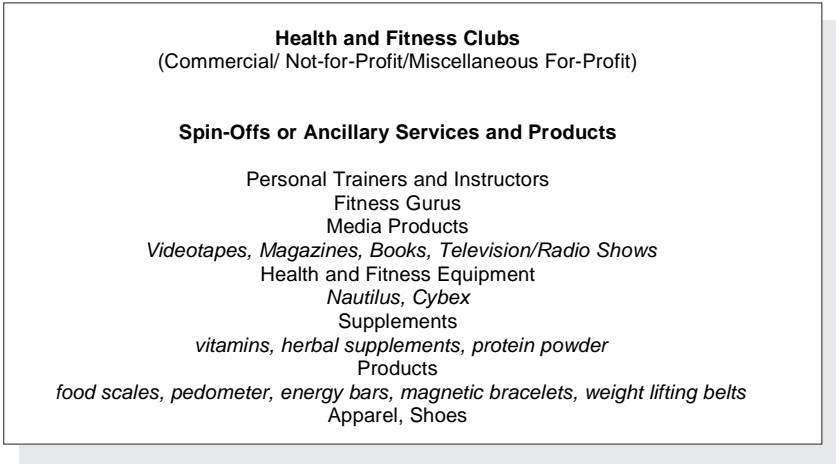 Health and Fitness Clubs
(Commercial/ Not-for-Profit/Miscellaneous For-Profit)
Spin-Offs or Ancillary Services and Products
Personal Trainers and Instructors
Fitness Gurus
Media Products
Videotapes, Magazines, Books, Television/Radio Shows
Health and Fitness Equipment
Nautilus, Cybex
Supplements
vitamins, herbal supplements, protein powder
Products
food scales, pedometer, energy bars, magnetic bracelets, weight lifting belts
Apparel, Shoes